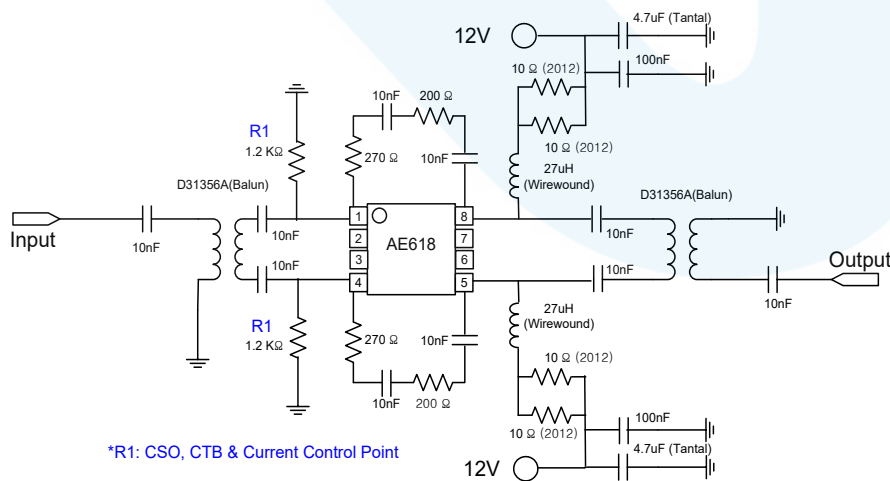 4.7uF (Tantal)
12V
100nF
10 Ω (2012)
200 Ω
10nF
R1
1.2 KΩ
10 Ω (2012)
270 Ω
10nF
27uH
(Wirewound)
D31356A(Balun)
D31356A(Balun)
1
8
Input
10nF
10nF
2
AE618
7
10nF
10nF
3
6
10nF
Output
4
5
10nF
R1
1.2 KΩ
270 Ω
10nF
27uH
(Wirewound)
10 Ω (2012)
10nF
200 Ω
100nF
10 Ω (2012)
4.7uF (Tantal)
*R1: CSO, CTB & Current Control Point
12V